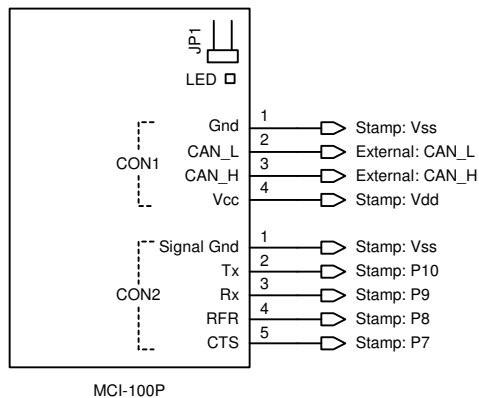 JP1
LED
CON1
Gnd 1 Stamp: Vss
CAN_L 2 External: CAN_L
CAN_H 3 External: CAN_H
Vcc 4 Stamp: Vdd
CON2
Signal Gnd 1 Stamp: Vss
Tx 2 Stamp: P10
Rx 3 Stamp: P9
RFR 4 Stamp: P8
CTS 5 Stamp: P7
MCI-100P